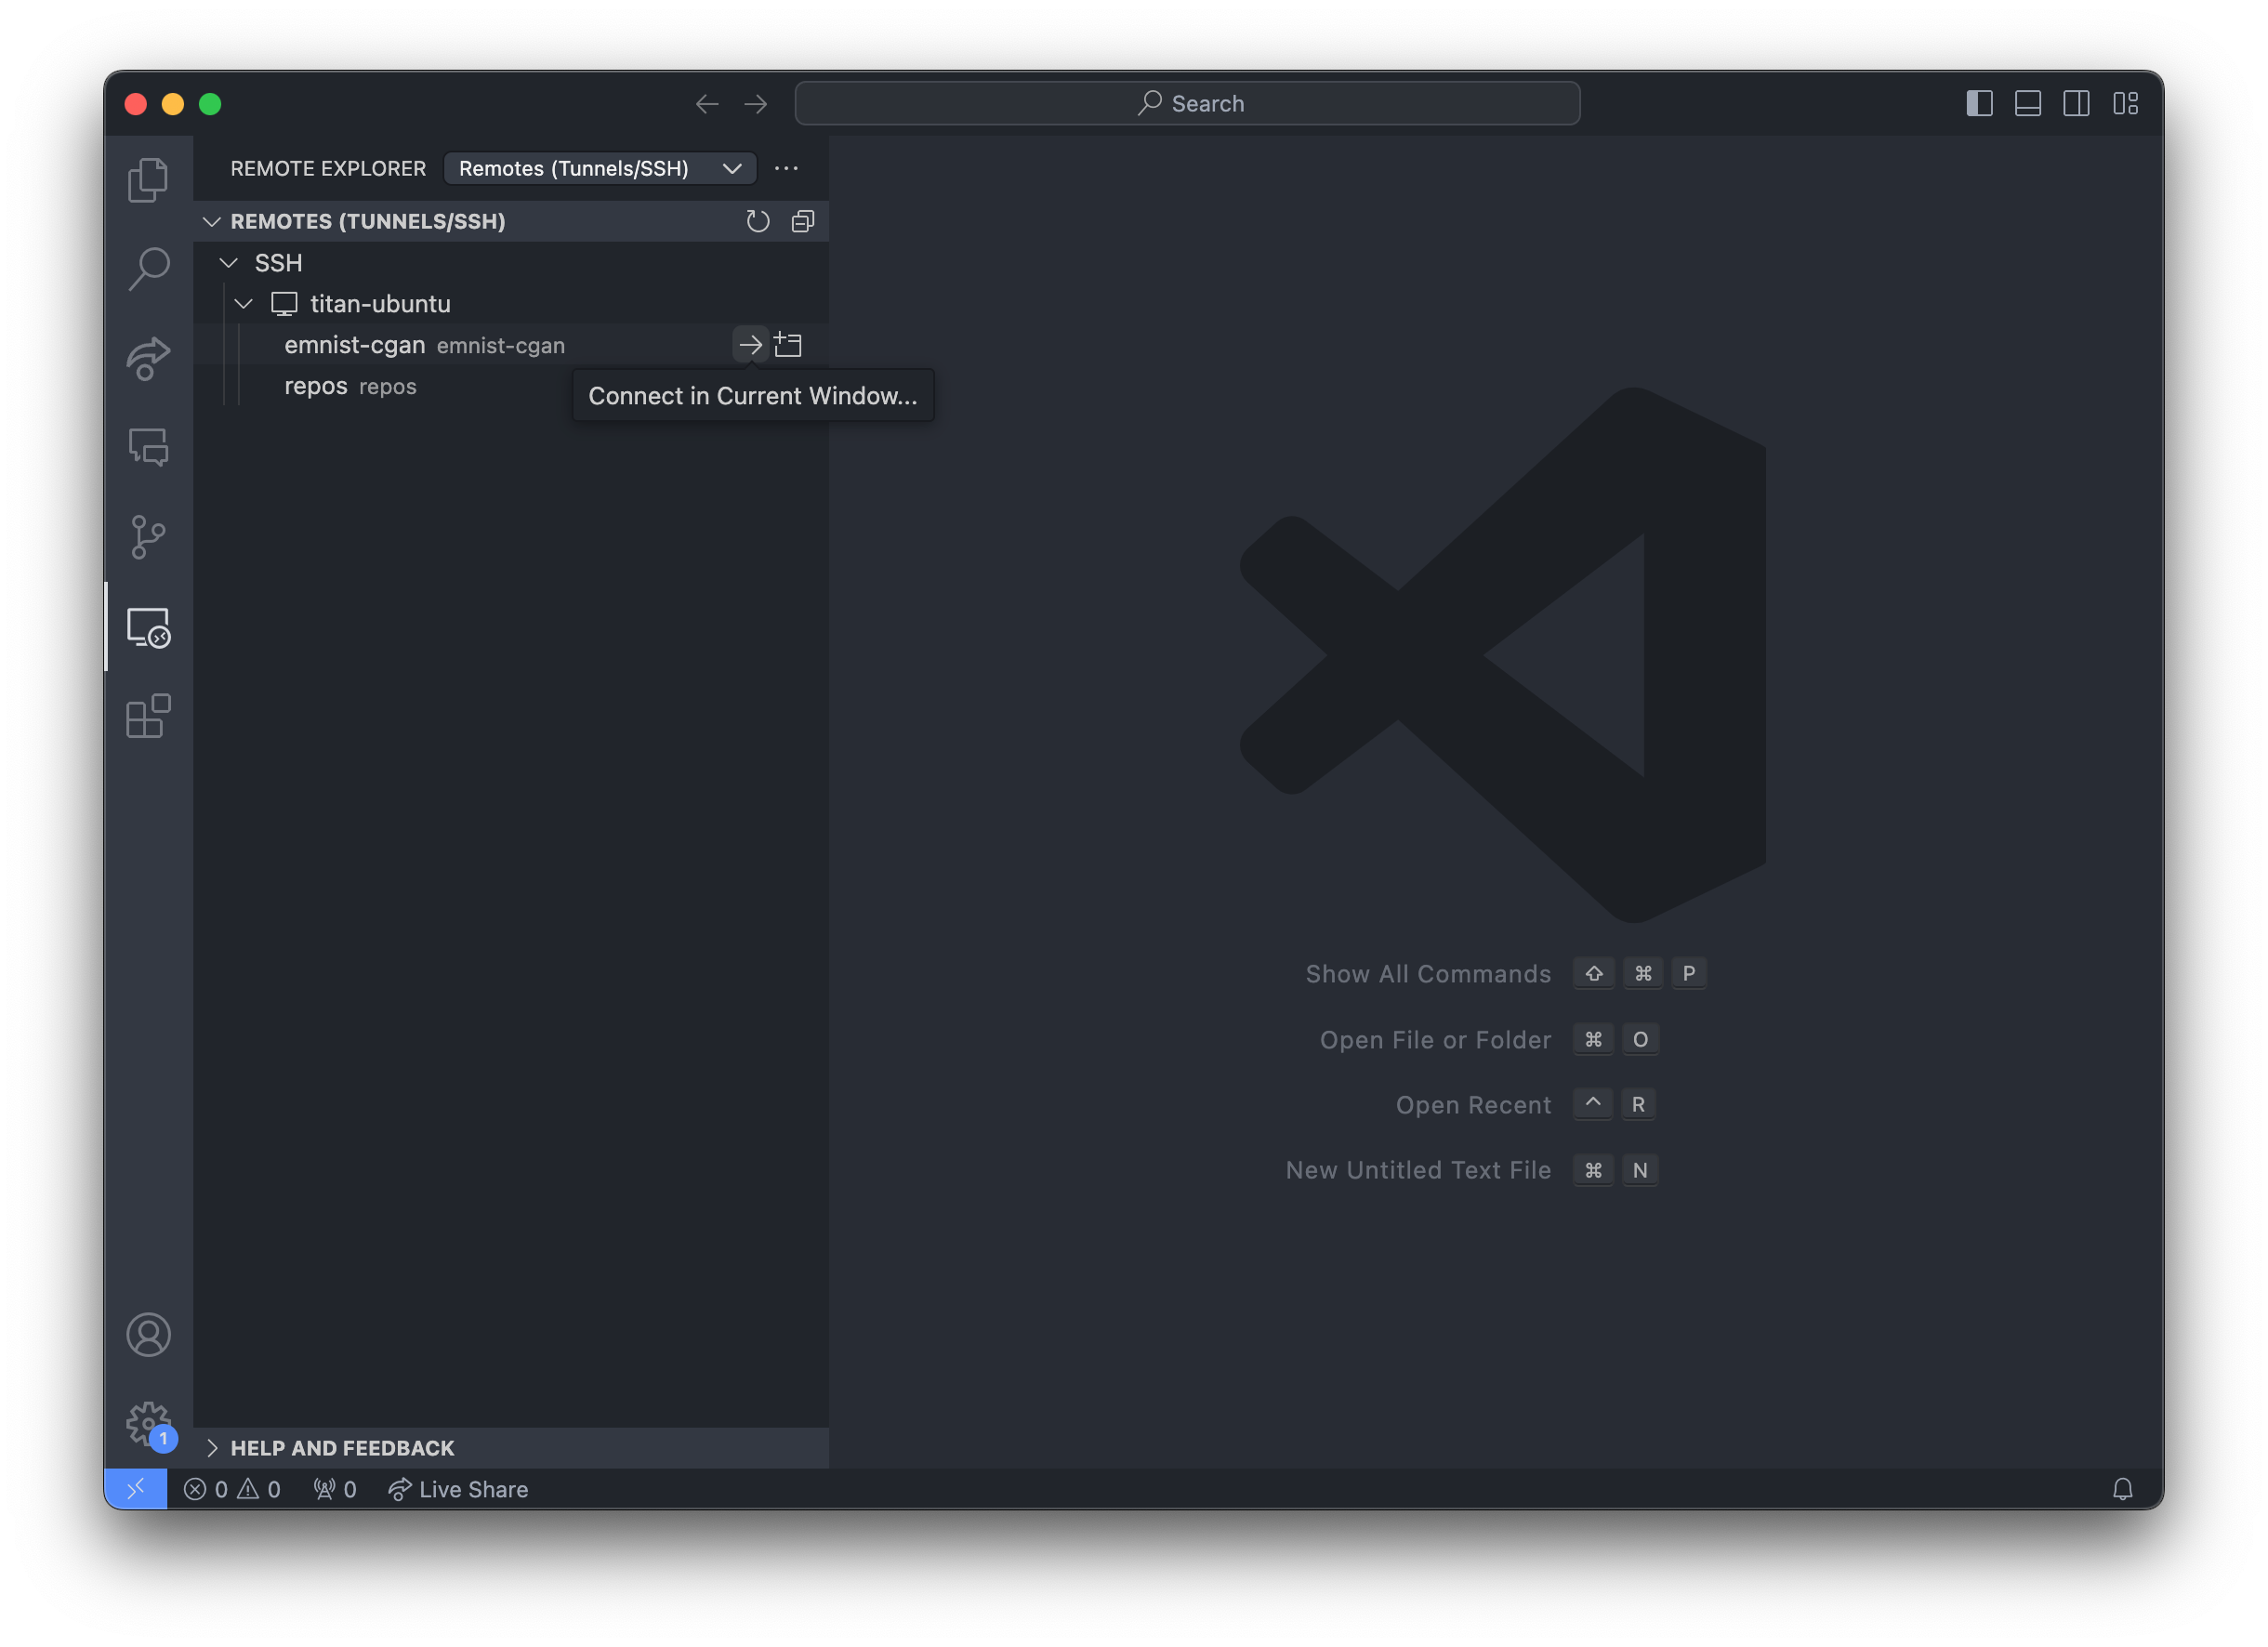 Search
REMOTE EXPLORER Remotes (Tunnels/SSH)
REMOTES (TUNNELS/SSH)
SSH
titan-ubuntu
emnist-cgan emnist-cgan
repos repos
Connect in Current Window...
Show All Commands ⇧ ⌘ P
Open File or Folder ⌘ O
Open Recent ^ R
New Untitled Text File ⌘ N
1
HELP AND FEEDBACK
0 0 0 Live Share